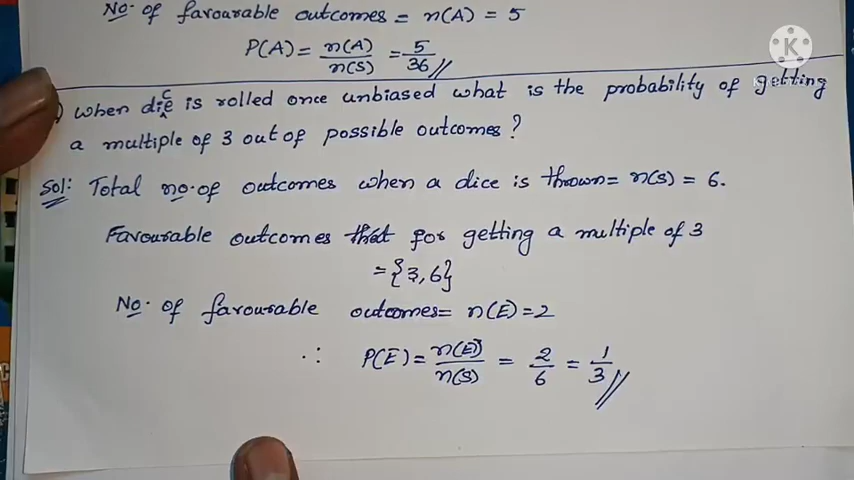 No. of favourable outcomes = n(A) = 5
P(A) = n(A)/n(S) = 5/36 //
) when dice is rolled once unbiased what is the probability of getting
a multiple of 3 out of possible outcomes?
Sol: Total no. of outcomes when a dice is thrown = n(S) = 6.
Favourable outcomes that for getting a multiple of 3
= {3, 6}
No. of favourable outcomes = n(E) = 2
∴ P(E) = n(E)/n(S) = 2/6 = 1/3 //
K